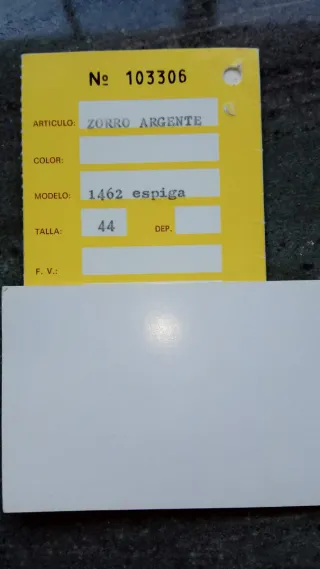 Nº 103306
ARTICULO: ZORRO ARGENTE
COLOR:
MODELO: 1462 espiga
TALLA: 44 DEP.
F. V.: